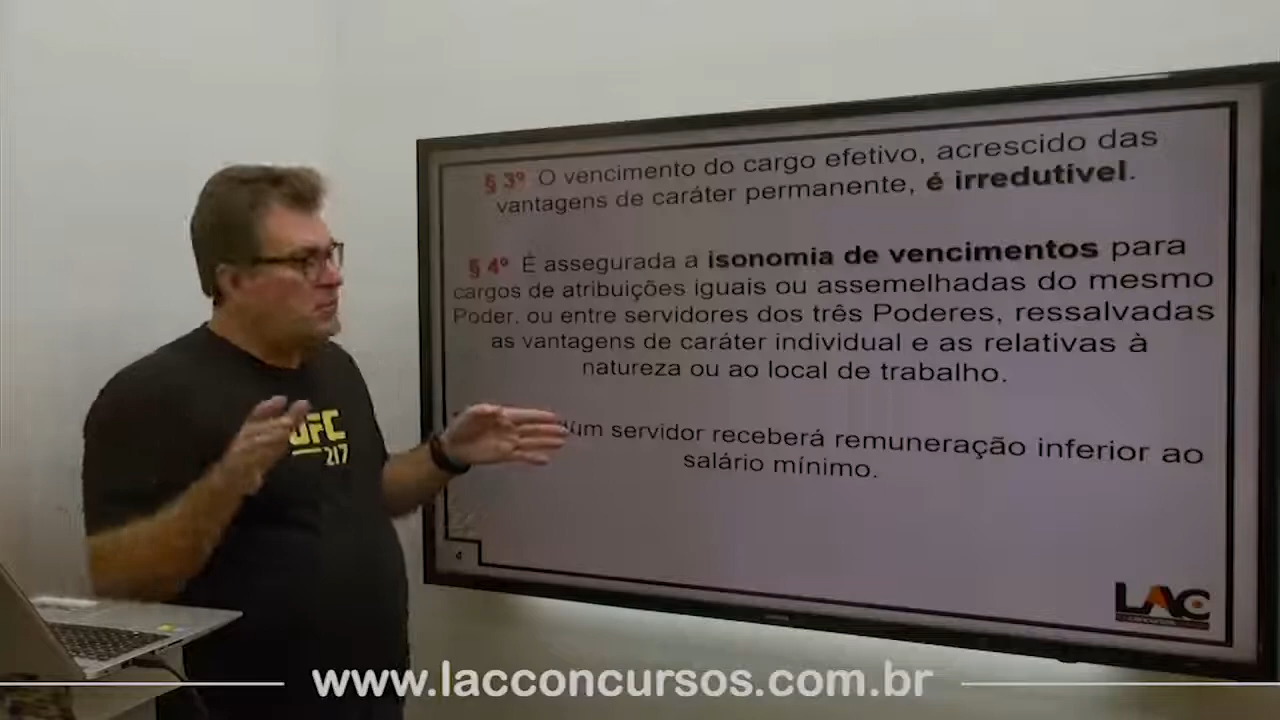 § 3º O vencimento do cargo efetivo, acrescido das
vantagens de caráter permanente, é irredutível.
§ 4º É assegurada a isonomia de vencimentos para
cargos de atribuições iguais ou assemelhadas do mesmo
Poder, ou entre servidores dos três Poderes, ressalvadas
as vantagens de caráter individual e as relativas à
natureza ou ao local de trabalho.
servidor receberá remuneração inferior ao
salário mínimo.
4
LAC
UFC
217
www.lacconcursos.com.br